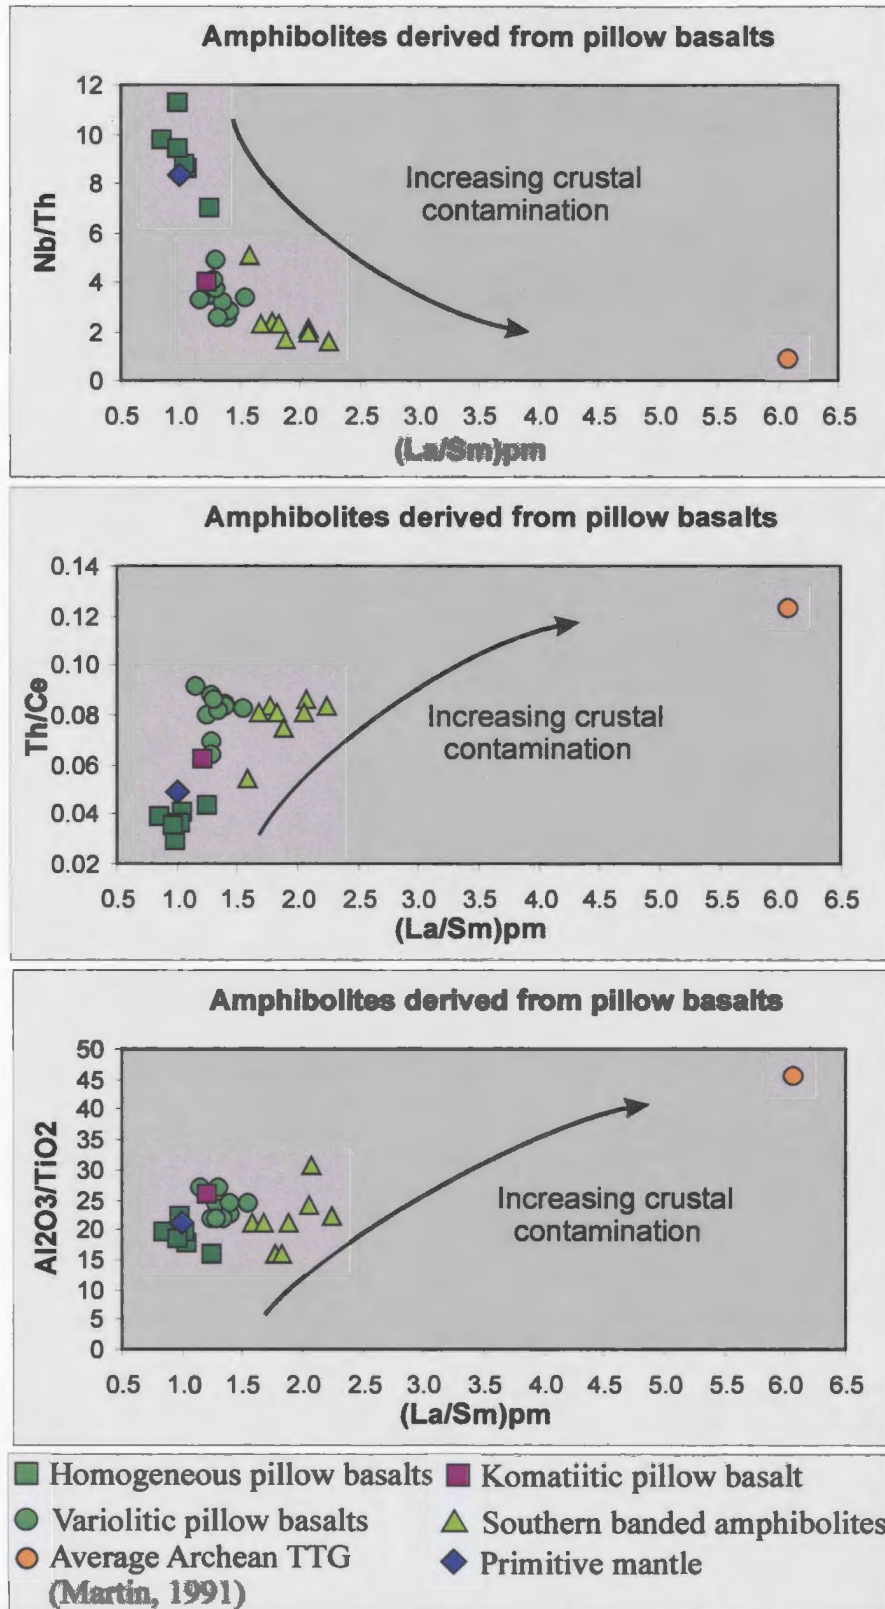 Amphibolites derived from pillow basalts
12
10
8
6
4
2
0
Nb/Th
Increasing crustal
contamination
0.5 1.0 1.5 2.0 2.5 3.0 3.5 4.0 4.5 5.0 5.5 6.0 6.5
(La/Sm)pm
Amphibolites derived from pillow basalts
0.14
0.12
0.10
0.08
0.06
0.04
0.02
Th/Ce
Increasing crustal
contamination
0.5 1.0 1.5 2.0 2.5 3.0 3.5 4.0 4.5 5.0 5.5 6.0 6.5
(La/Sm)pm
Amphibolites derived from pillow basalts
50
45
40
35
30
25
20
15
10
5
0
Al2O3/TiO2
Increasing crustal
contamination
0.5 1.0 1.5 2.0 2.5 3.0 3.5 4.0 4.5 5.0 5.5 6.0 6.5
(La/Sm)pm
Homogeneous pillow basalts Komatiitic pillow basalt
Variolitic pillow basalts Southern banded amphibolites
Average Archean TTG Primitive mantle
(Martin, 1991)